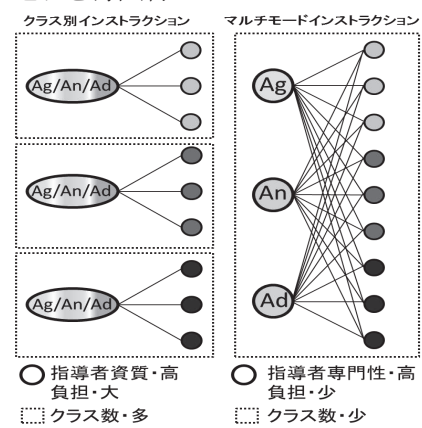 クラス別インストラクション
マルチモードインストラクション
Ag/An/Ad
Ag/An/Ad
Ag/An/Ad
Ag
An
Ad
指導者資質・高
負担・大
クラス数・多
指導者専門性・高
負担・少
クラス数・少